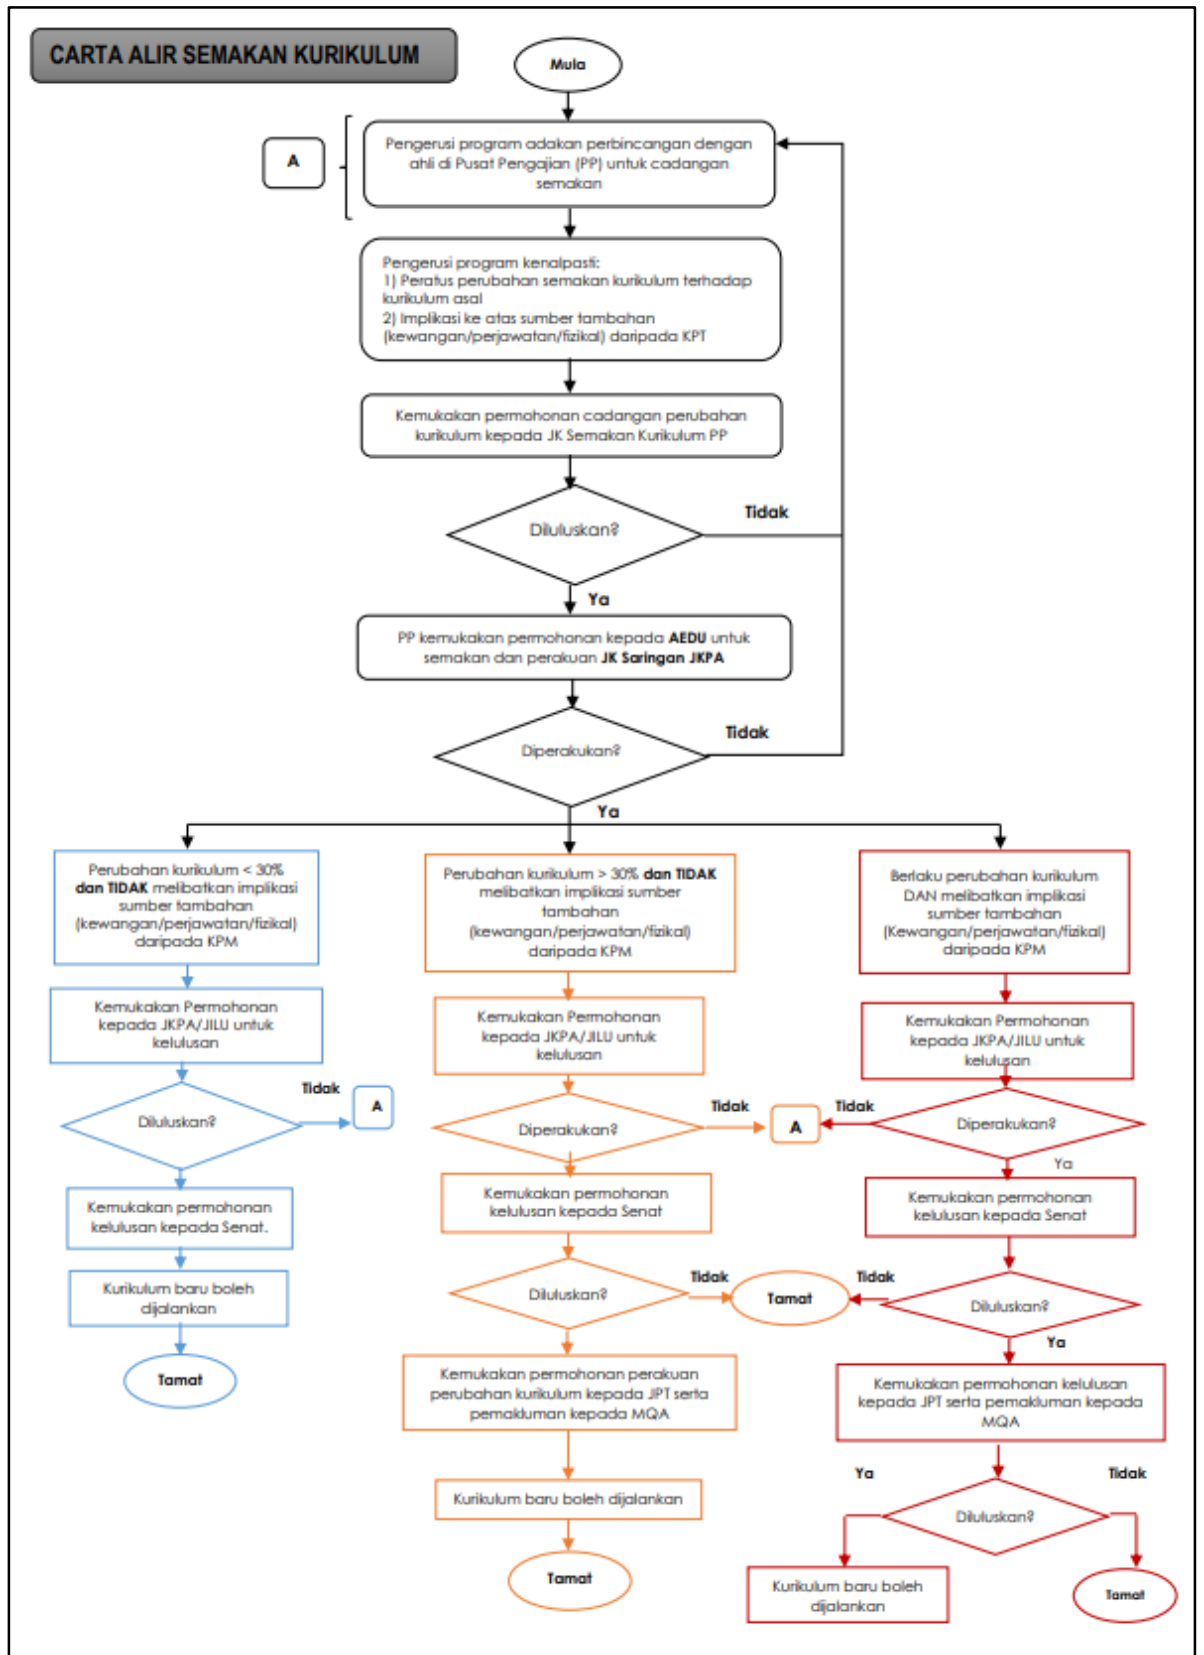 CARTA ALIR SEMAKAN KURIKULUM
Mula
A
Pengerusi program adakan perbincangan dengan
ahli di Pusat Pengajian (PP) untuk cadangan
semakan
Pengerusi program kenalpasti:
1) Peratus perubahan semakan kurikulum terhadap
kurikulum asal
2) Implikasi ke atas sumber tambahan
(kewangan/perjawatan/fizikal) daripada KPT
Kemukakan permohonan cadangan perubahan
kurikulum kepada JK Semakan Kurikulum PP
Diluluskan?
Tidak
Ya
PP kemukakan permohonan kepada AEDU untuk
semakan dan perakuan JK Saringan JKPA
Diperakukan?
Tidak
Ya
Perubahan kurikulum < 30%
dan TIDAK melibatkan implikasi
sumber tambahan
(kewangan/perjawatan/fizikal)
daripada KPM
Kemukakan Permohonan
kepada JKPA/JILU untuk
kelulusan
Diluluskan?
Tidak
A
Kemukakan permohonan
kelulusan kepada Senat.
Kurikulum baru boleh
dijalankan
Tamat
Perubahan kurikulum > 30% dan TIDAK
melibatkan implikasi sumber
tambahan
(kewangan/perjawatan/fizikal)
daripada KPM
Kemukakan Permohonan
kepada JKPA/JILU untuk
kelulusan
Diperakukan?
Tidak
A
Kemukakan permohonan
kelulusan kepada Senat
Diluluskan?
Tidak
Tamat
Kemukakan permohonan perakuan
perubahan kurikulum kepada JPT serta
pemakluman kepada MQA
Kurikulum baru boleh dijalankan
Tamat
Berlaku perubahan kurikulum
DAN melibatkan implikasi
sumber tambahan
(Kewangan/perjawatan/fizikal)
daripada KPM
Kemukakan Permohonan
kepada JKPA/JILU untuk
kelulusan
Tidak
Diperakukan?
Ya
Kemukakan permohonan
kelulusan kepada Senat
Tidak
Diluluskan?
Ya
Kemukakan permohonan kelulusan
kepada JPT serta pemakluman kepada
MQA
Ya
Tidak
Diluluskan?
Kurikulum baru boleh
dijalankan
Tamat